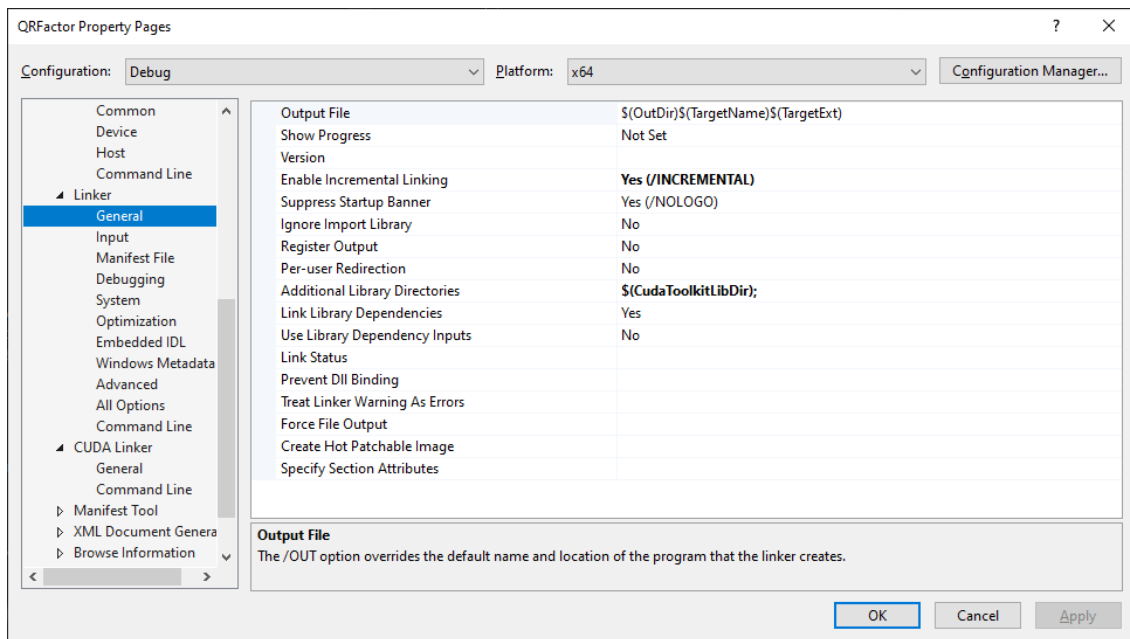 QRFactor Property Pages
? ×
Configuration: Debug Platform: x64 Configuration Manager...
Common
Device
Host
Command Line
Linker
General
Input
Manifest File
Debugging
System
Optimization
Embedded IDL
Windows Metadata
Advanced
All Options
Command Line
CUDA Linker
General
Command Line
Manifest Tool
XML Document Genera
Browse Information
Output File $(OutDir)$(TargetName)$(TargetExt)
Show Progress Not Set
Version
Enable Incremental Linking Yes (/INCREMENTAL)
Suppress Startup Banner Yes (/NOLOGO)
Ignore Import Library No
Register Output No
Per-user Redirection No
Additional Library Directories $(CudaToolkitLibDir);
Link Library Dependencies Yes
Use Library Dependency Inputs No
Link Status
Prevent Dll Binding
Treat Linker Warning As Errors
Force File Output
Create Hot Patchable Image
Specify Section Attributes
Output File
The /OUT option overrides the default name and location of the program that the linker creates.
OK Cancel Apply